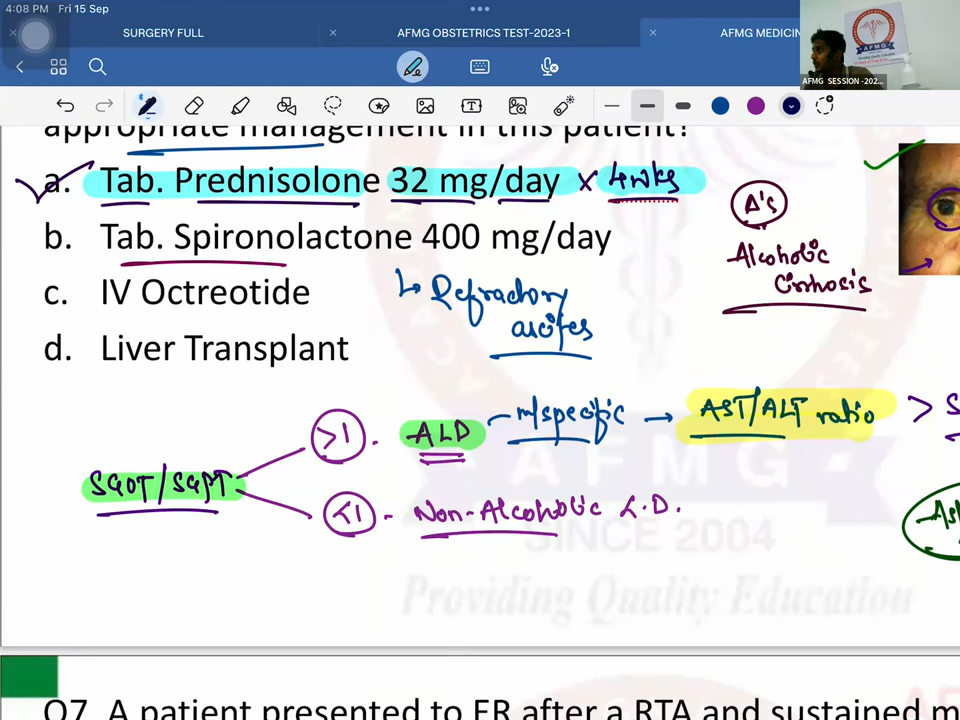 4:08 PM Fri 15 Sep
SURGERY FULL
AFMG OBSTETRICS TEST-2023-1
AFMG MEDICIN
AFMG
AFMG SESSION -202...
appropriate management in this patient?
a. Tab. Prednisolone 32 mg/day x 4wks
b. Tab. Spironolactone 400 mg/day
c. IV Octreotide
d. Liver Transplant
Δ's
Alcoholic
Cirrhosis
↳ Refractory
ascites
SGOT/SGPT
>1 - ALD - m/specific → AST/ALT ratio >
<1 - Non-Alcoholic L.D.
AFMG
SINCE 2004
Providing Quality Education
Q7. A patient presented to ER after a RTA and sustained m